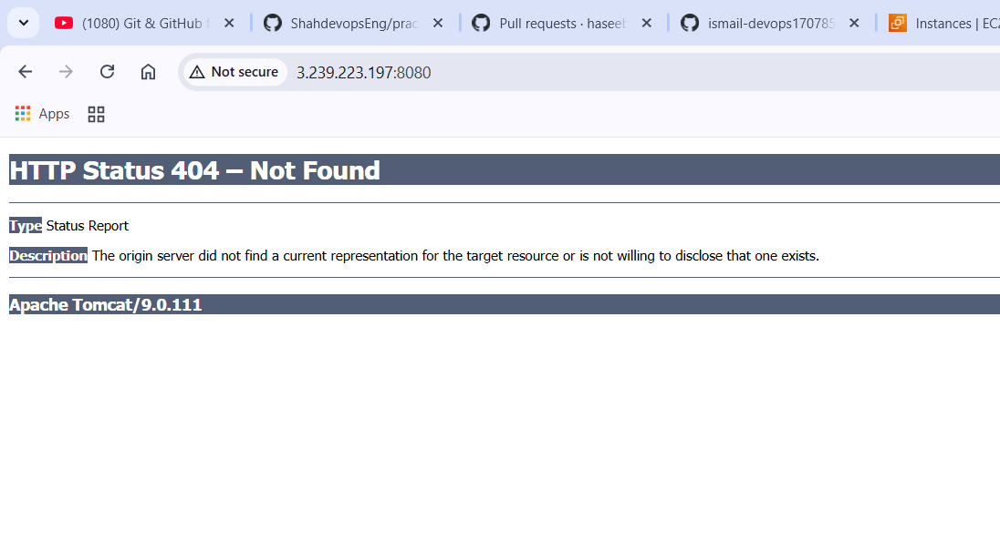 (1080) Git & GitHub f
ShahdevopsEng/prac
Pull requests · haseeb
ismail-devops170785
Instances | EC2
Not secure
3.239.223.197:8080
Apps
HTTP Status 404 – Not Found
Type Status Report
Description The origin server did not find a current representation for the target resource or is not willing to disclose that one exists.
Apache Tomcat/9.0.111